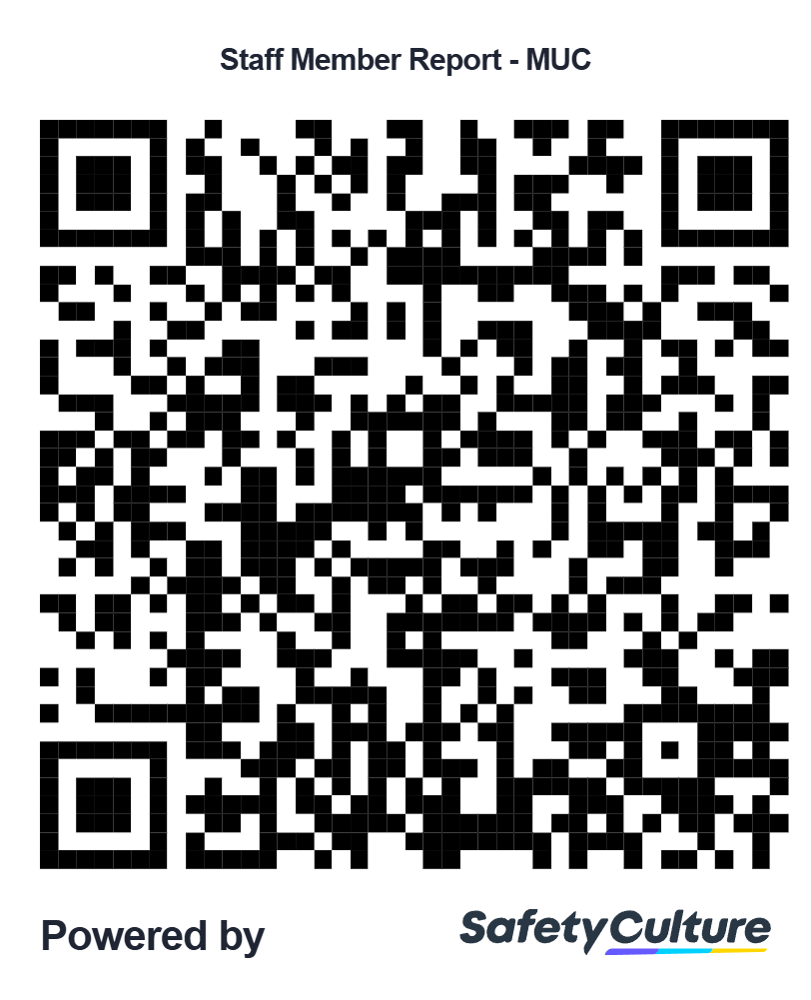 Staff Member Report - MUC
Powered by
SafetyCulture